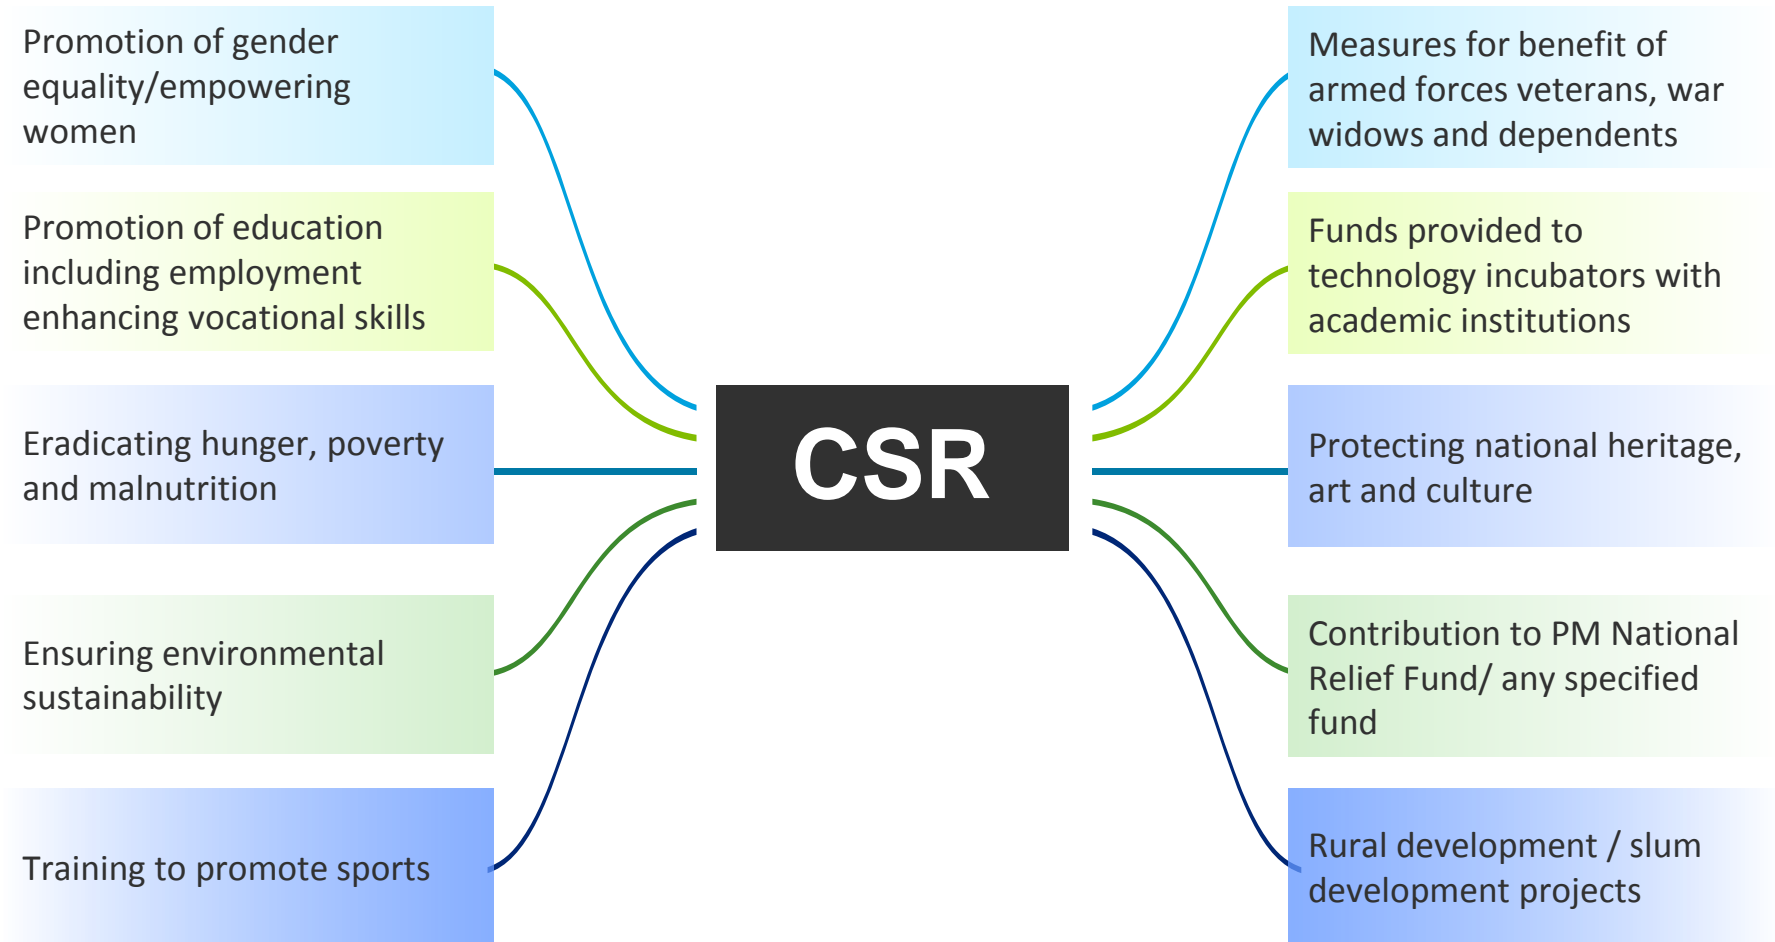 Promotion of gender
equality/empowering
women
Promotion of education
including employment
enhancing vocational skills
Eradicating hunger, poverty
and malnutrition
Ensuring environmental
sustainability
Training to promote sports
CSR
Measures for benefit of
armed forces veterans, war
widows and dependents
Funds provided to
technology incubators with
academic institutions
Protecting national heritage,
art and culture
Contribution to PM National
Relief Fund/ any specified
fund
Rural development / slum
development projects